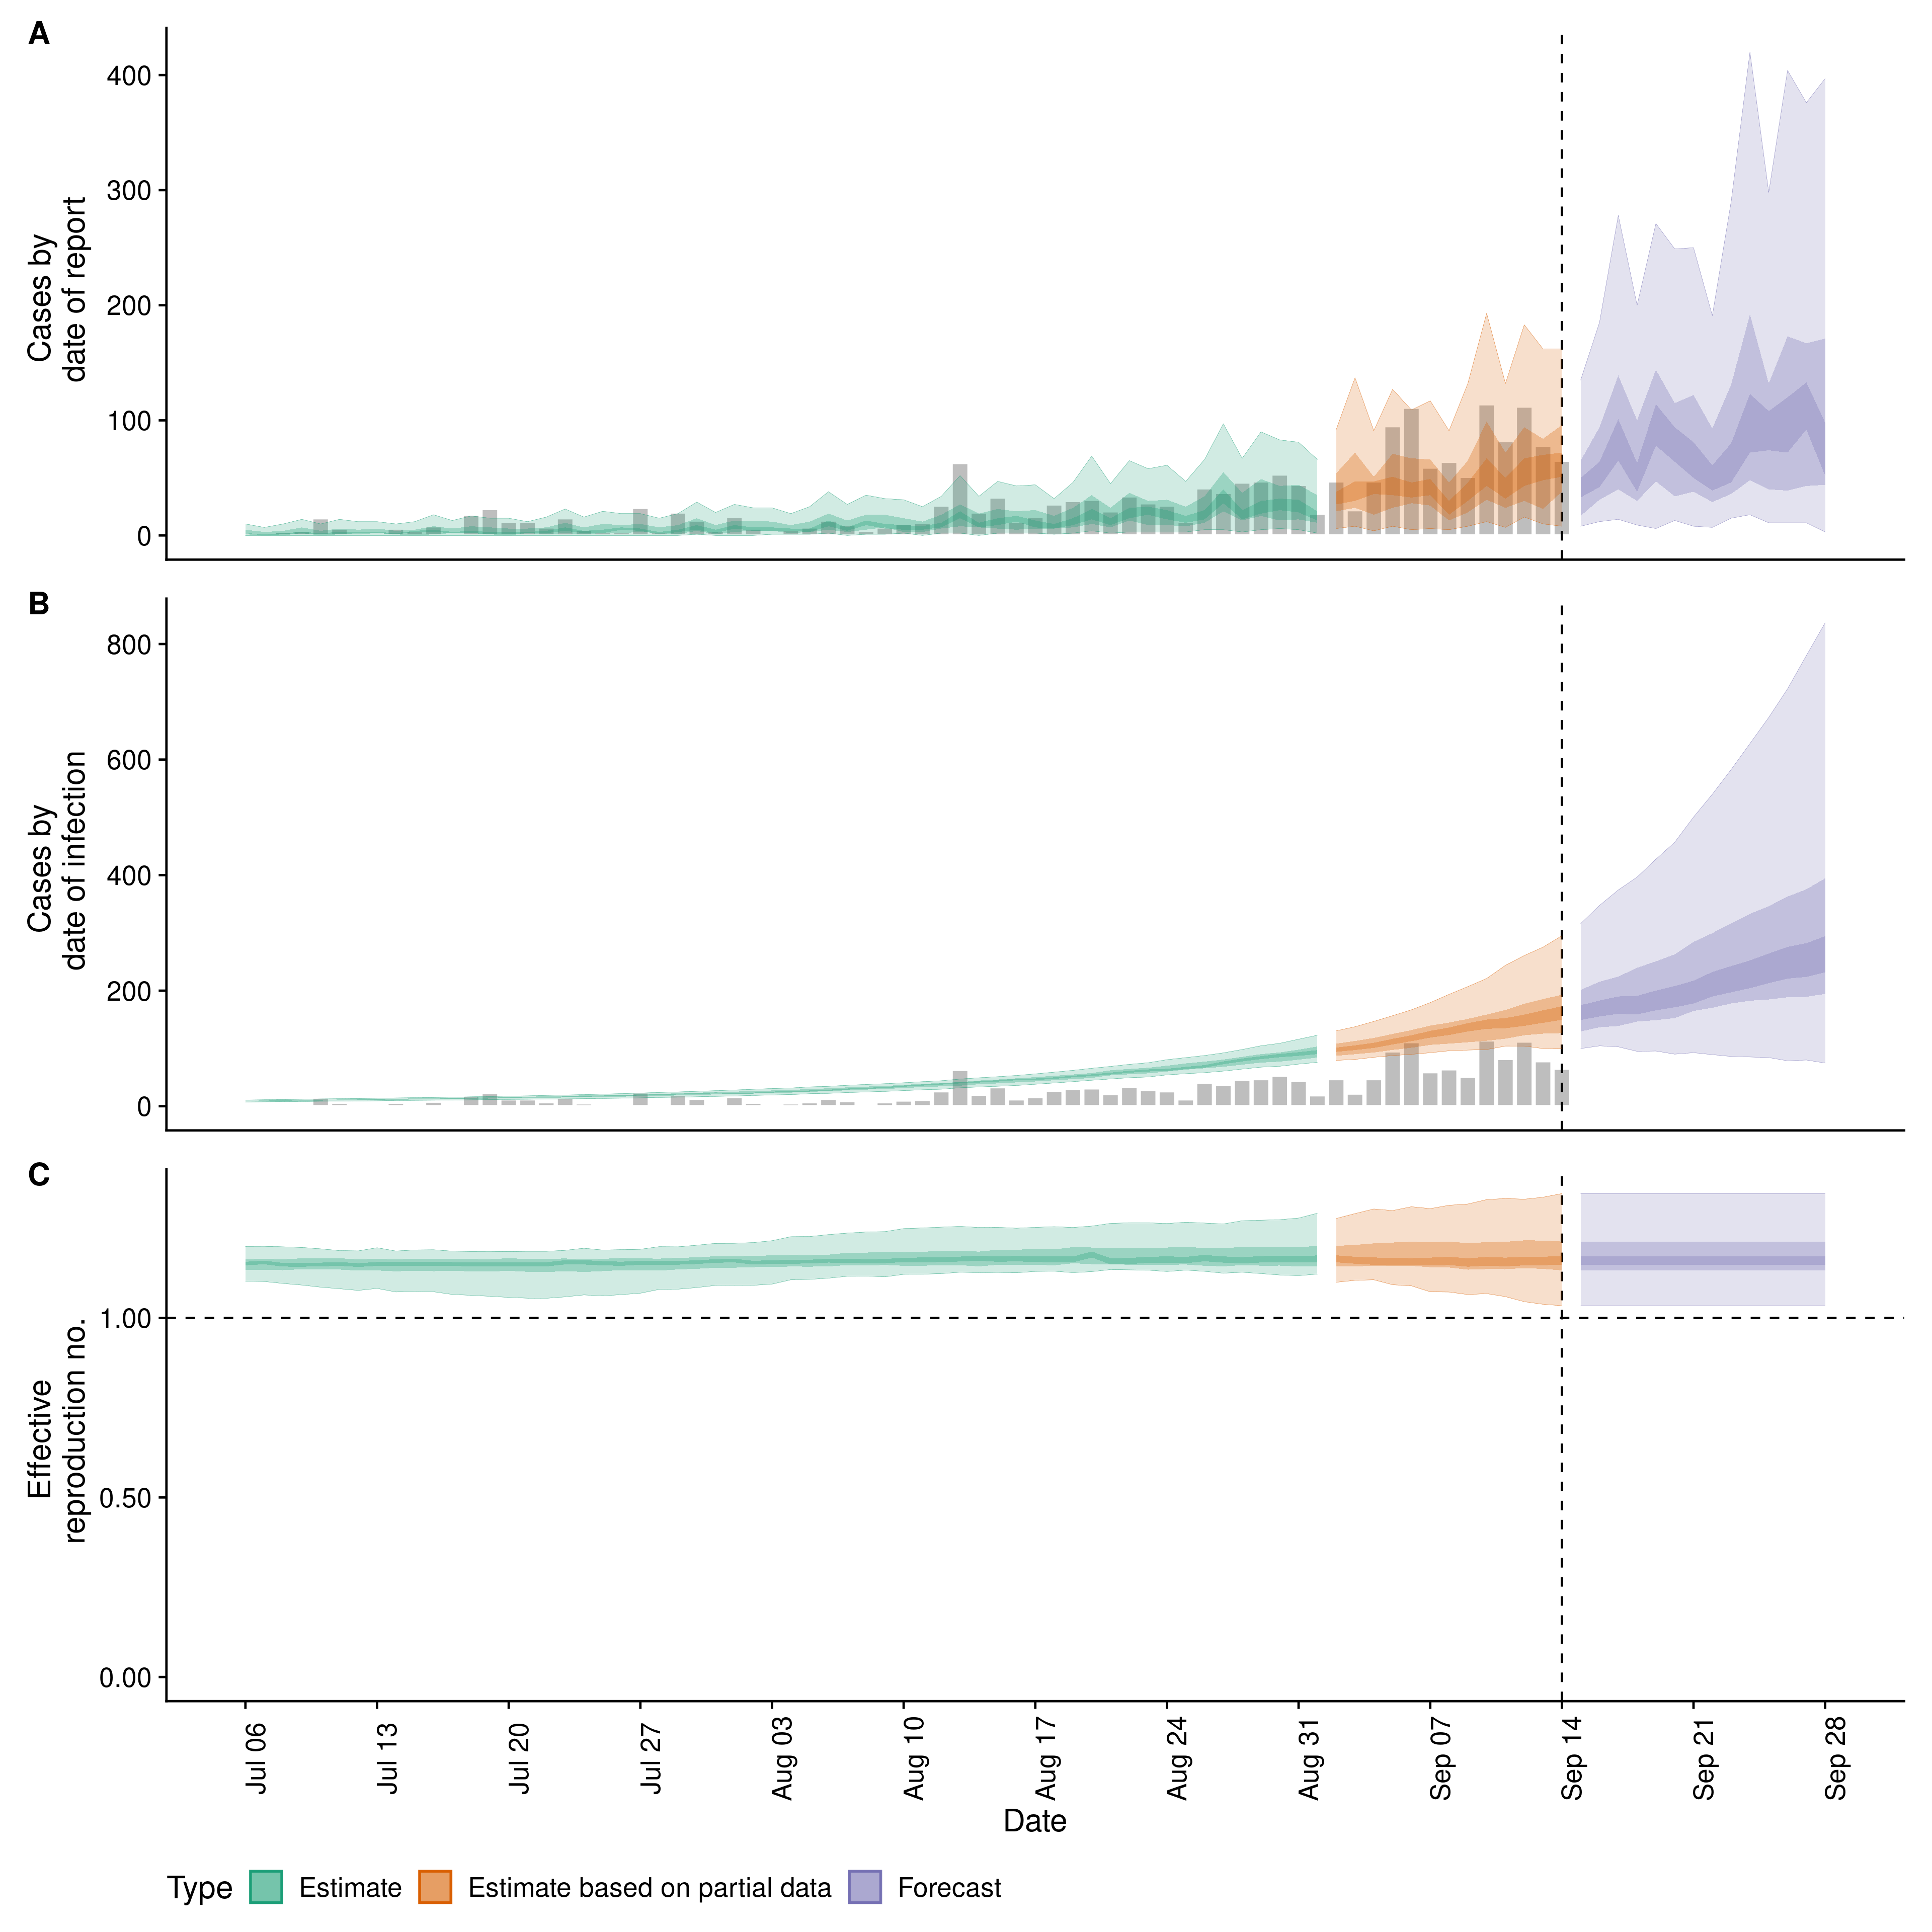 A
Cases by
date of report
400
300
200
100
0
B
Cases by
date of infection
800
600
400
200
0
C
Effective
reproduction no.
1.00
0.50
0.00
Jul 06
Jul 13
Jul 20
Jul 27
Aug 03
Aug 10
Aug 17
Aug 24
Aug 31
Sep 07
Sep 14
Sep 21
Sep 28
Date
Type
Estimate
Estimate based on partial data
Forecast